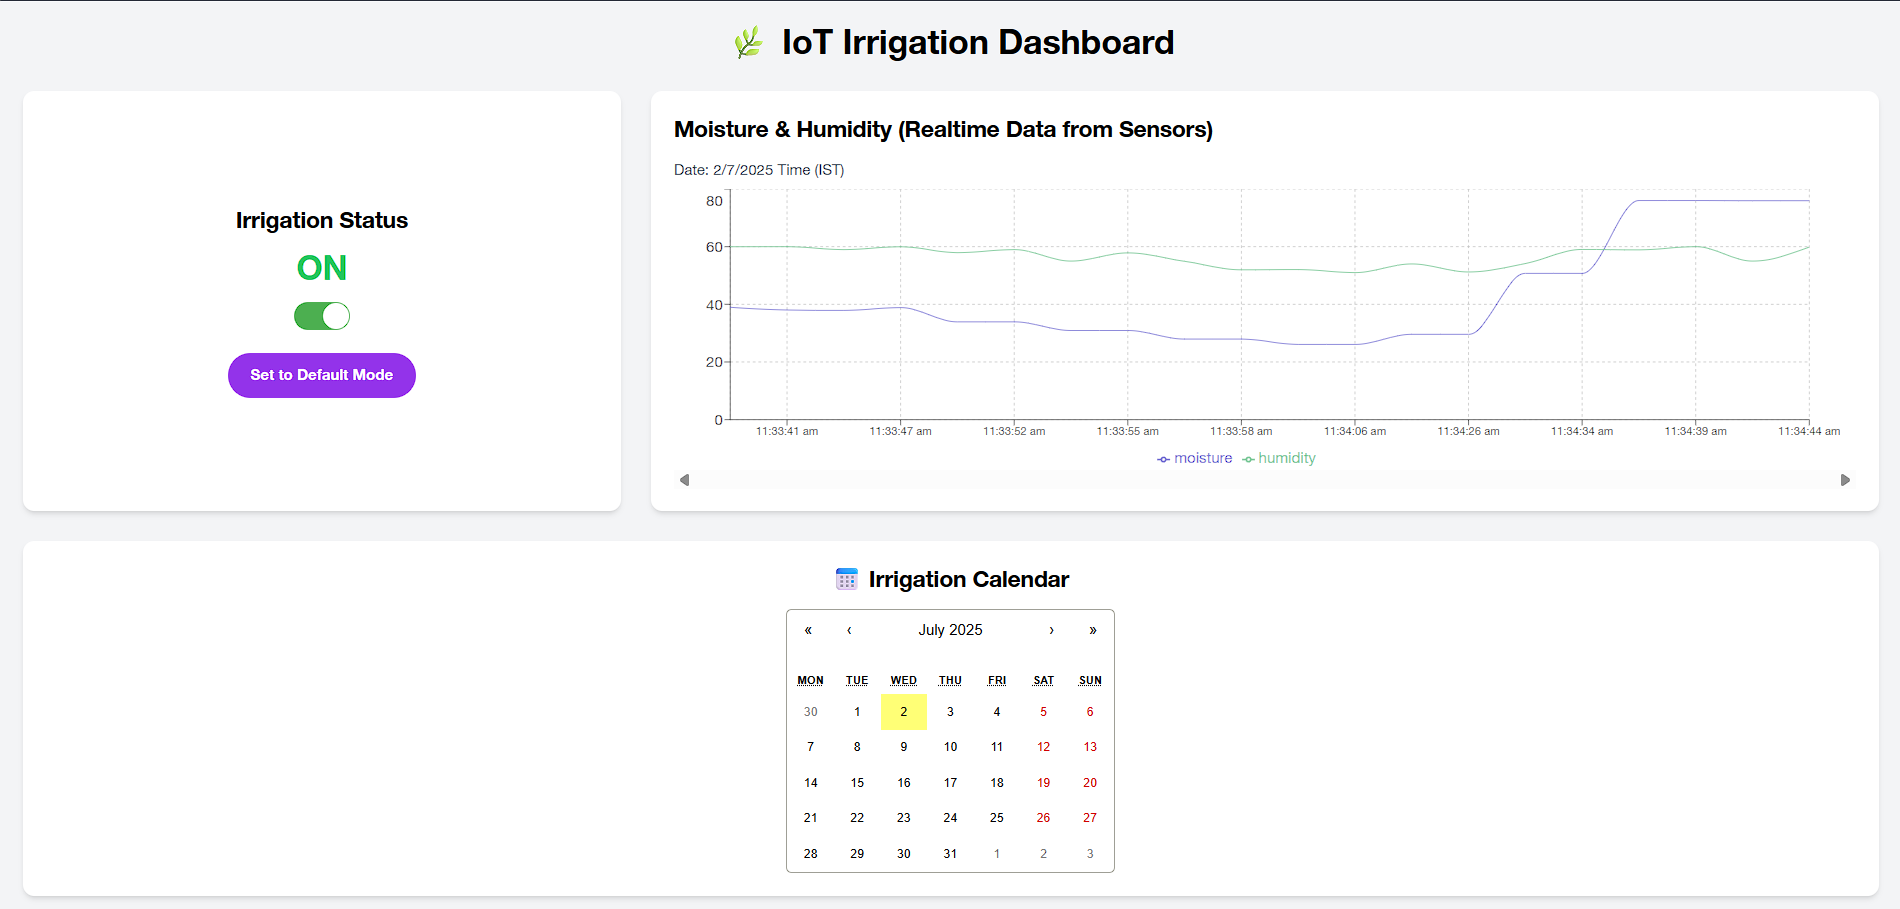 IoT Irrigation Dashboard
Irrigation Status
ON
Set to Default Mode
Moisture & Humidity (Realtime Data from Sensors)
Date: 2/7/2025 Time (IST)
80
60
40
20
0
11:33:41 am 11:33:47 am 11:33:52 am 11:33:55 am 11:33:58 am 11:34:06 am 11:34:26 am 11:34:34 am 11:34:39 am 11:34:44 am
moisture humidity
Irrigation Calendar
« ‹ July 2025 › »
MON TUE WED THU FRI SAT SUN
30 1 2 3 4 5 6
7 8 9 10 11 12 13
14 15 16 17 18 19 20
21 22 23 24 25 26 27
28 29 30 31 1 2 3